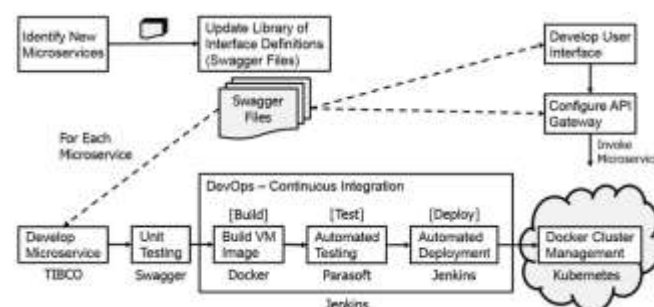 Identify New
Microservices
Update Library of
Interface Definitions
(Swagger Files)
Develop User
Interface
Swagger
Files
Configure API
Gateway
For Each
Microservice
Invoke
Microservice
DevOps – Continuous Integration
[Build]
[Test]
[Deploy]
Develop
Microservice
Unit
Testing
Build VM
Image
Automated
Testing
Automated
Deployment
Docker Cluster
Management
TIBCO
Swagger
Docker
Parasoft
Jenkins
Kubernetes
Jenkins